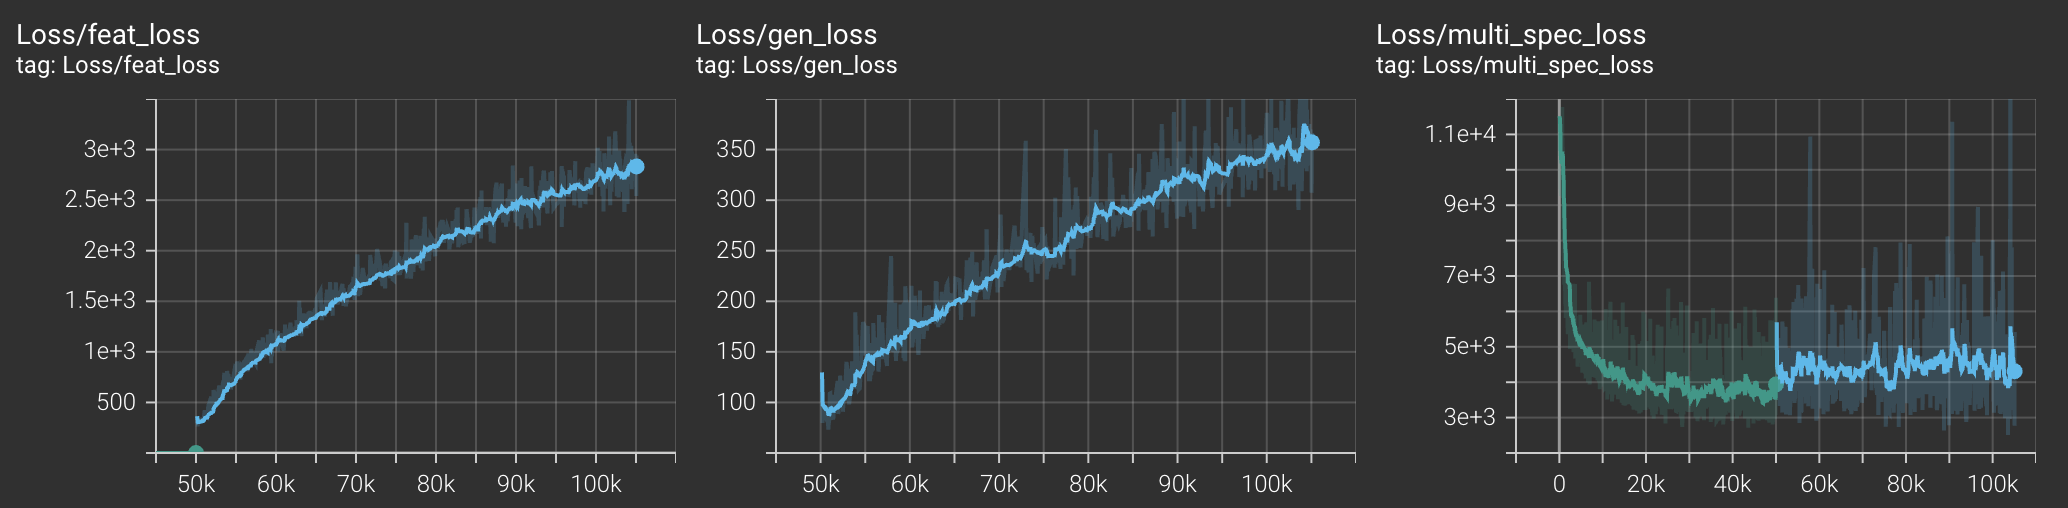 Loss/feat_loss
tag: Loss/feat_loss
3e+3
2.5e+3
2e+3
1.5e+3
1e+3
500
50k 60k 70k 80k 90k 100k
Loss/gen_loss
tag: Loss/gen_loss
350
300
250
200
150
100
50k 60k 70k 80k 90k 100k
Loss/multi_spec_loss
tag: Loss/multi_spec_loss
1.1e+4
9e+3
7e+3
5e+3
3e+3
0 20k 40k 60k 80k 100k